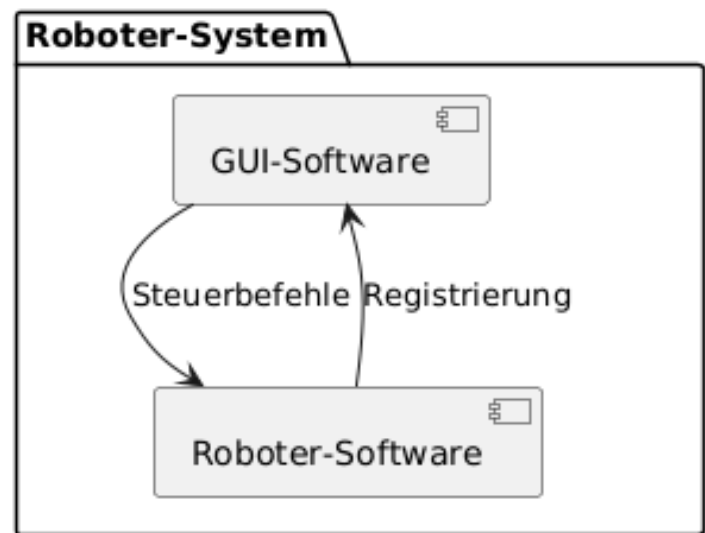 Roboter-System
GUI-Software
Steuerbefehle
Registrierung
Roboter-Software